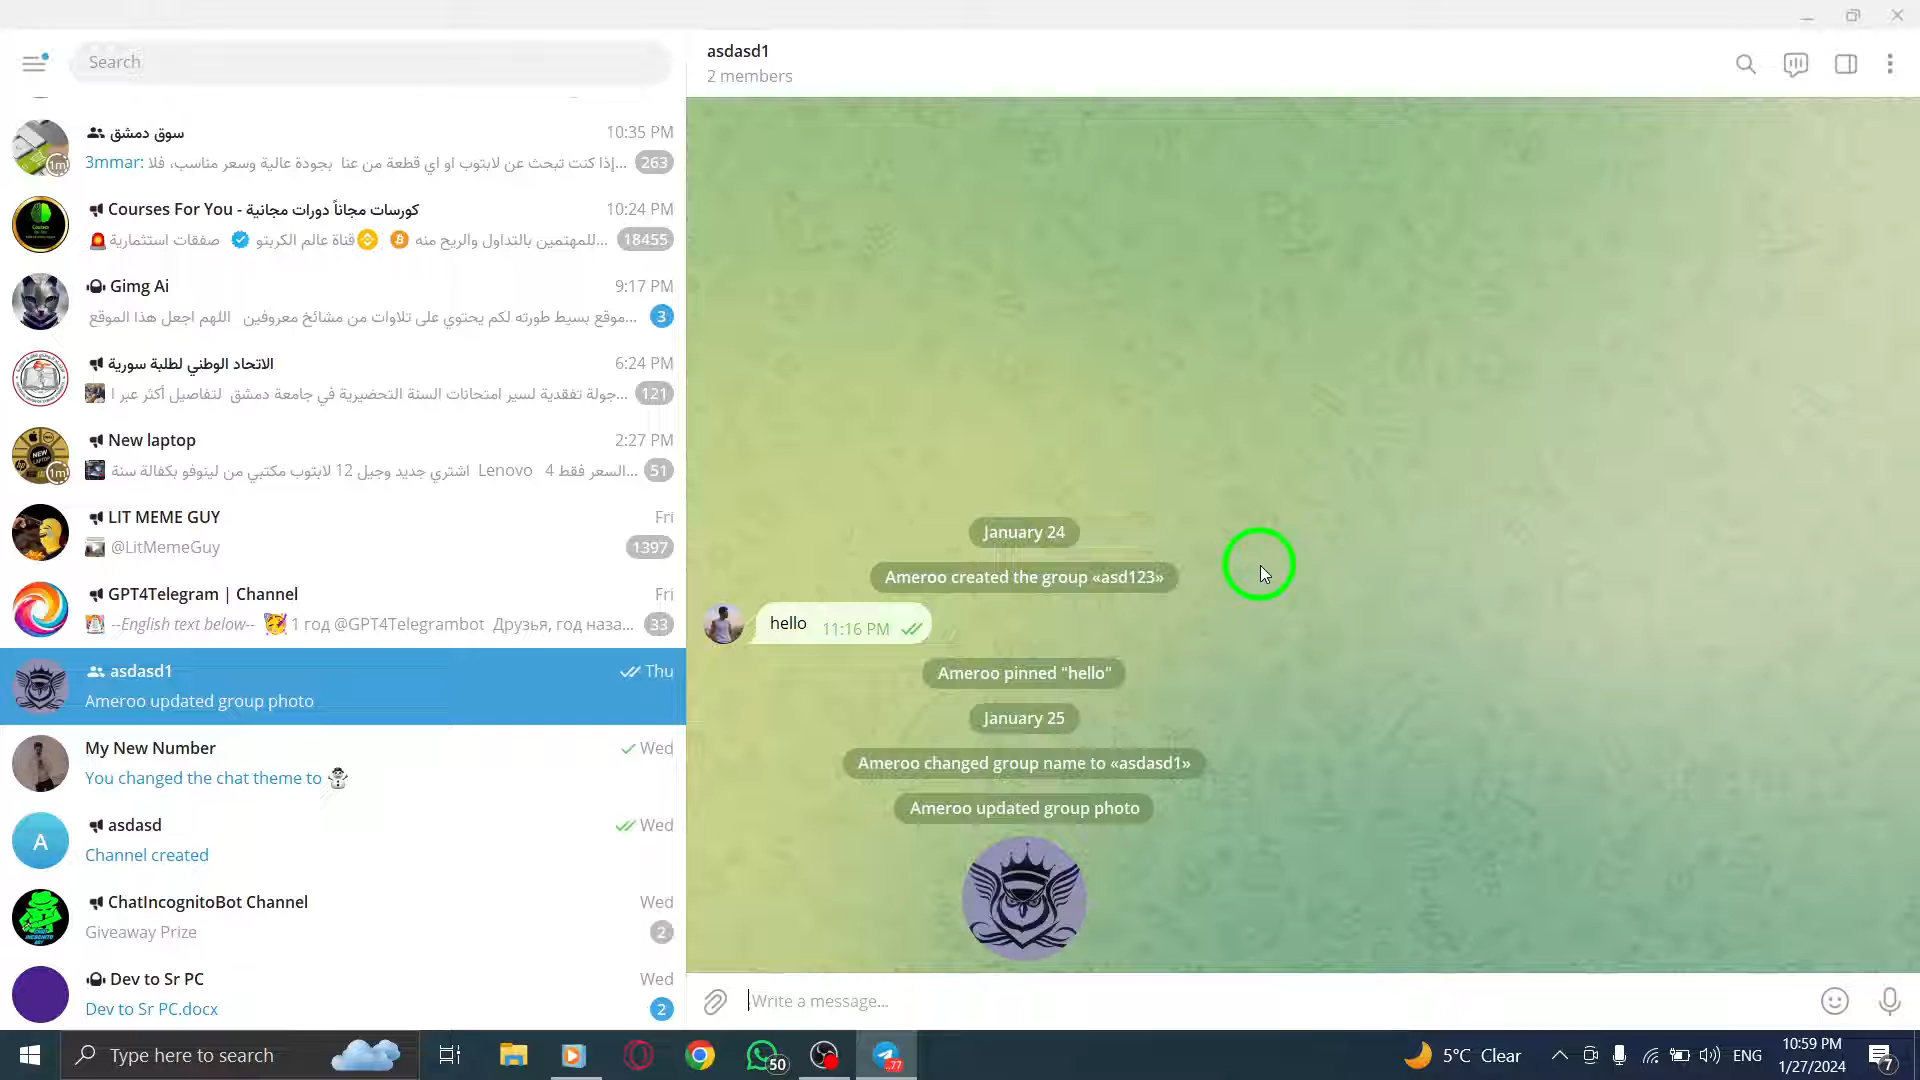 Search
سوق دمشق
10:35 PM
3mmar: إذا كنت تبحث عن لابتوب او اي قطعة من عنا بجودة عالية وسعر مناسب، فلا...
263
1m
Courses For You - كورسات مجاناً دورات مجانية
10:24 PM
صفقات استثمارية قناة عالم الكربتو للمهتمين بالتداول والربح منه...
18455
Gimg Ai
9:17 PM
موقع بسيط طورته لكم يحتوي على تلاوات من مشائخ معروفين اللهم اجعل هذا الموقع...
3
الاتحاد الوطني لطلبة سورية
6:24 PM
جولة تفقدية لسير امتحانات السنة التحضيرية في جامعة دمشق لتفاصيل أكثر عبر ا...
121
New laptop
2:27 PM
اشتري جديد وجيل 12 لابتوب مكتبي من لينوفو بكفالة سنة Lenovo السعر فقط 4...
51
1m
LIT MEME GUY
Fri
@LitMemeGuy
1397
GPT4Telegram | Channel
Fri
--English text below-- 1 год @GPT4Telegrambot Друзья, год наза...
33
asdasd1
Thu
Ameroo updated group photo
My New Number
Wed
You changed the chat theme to
A
asdasd
Wed
Channel created
ChatIncognitoBot Channel
Wed
Giveaway Prize
2
Dev to Sr PC
Wed
Dev to Sr PC.docx
2
asdasd1
2 members
January 24
Ameroo created the group «asd123»
hello 11:16 PM
Ameroo pinned "hello"
January 25
Ameroo changed group name to «asdasd1»
Ameroo updated group photo
Write a message...
Type here to search
50
..77
5°C Clear
ENG
10:59 PM
1/27/2024
7